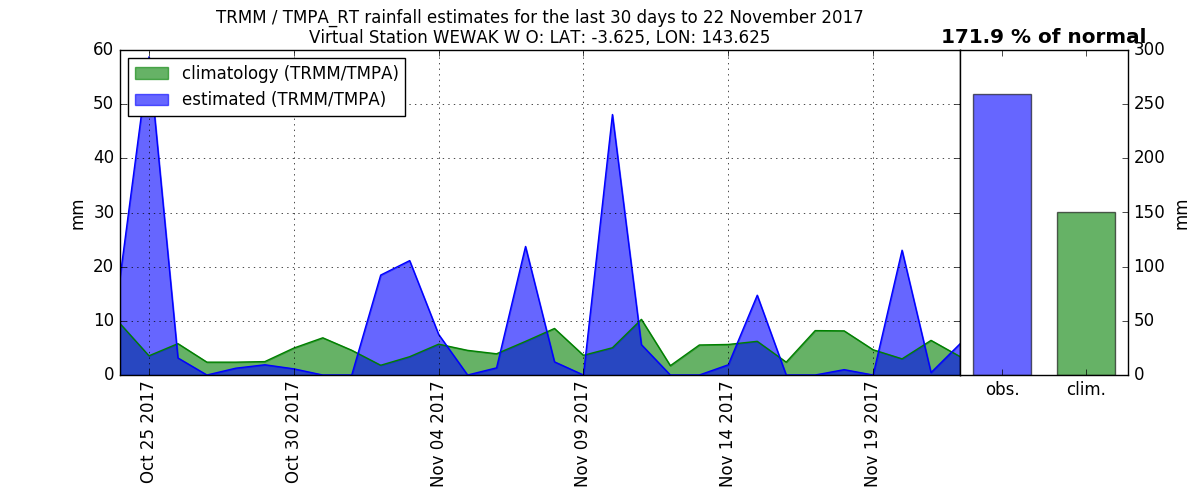 TRMM / TMPA_RT rainfall estimates for the last 30 days to 22 November 2017
Virtual Station WEWAK W O: LAT: -3.625, LON: 143.625
171.9 % of normal
climatology (TRMM/TMPA)
estimated (TRMM/TMPA)
60
50
40
30
20
10
0
mm
Oct 25 2017
Oct 30 2017
Nov 04 2017
Nov 09 2017
Nov 14 2017
Nov 19 2017
obs.
clim.
300
250
200
150
100
50
0
mm